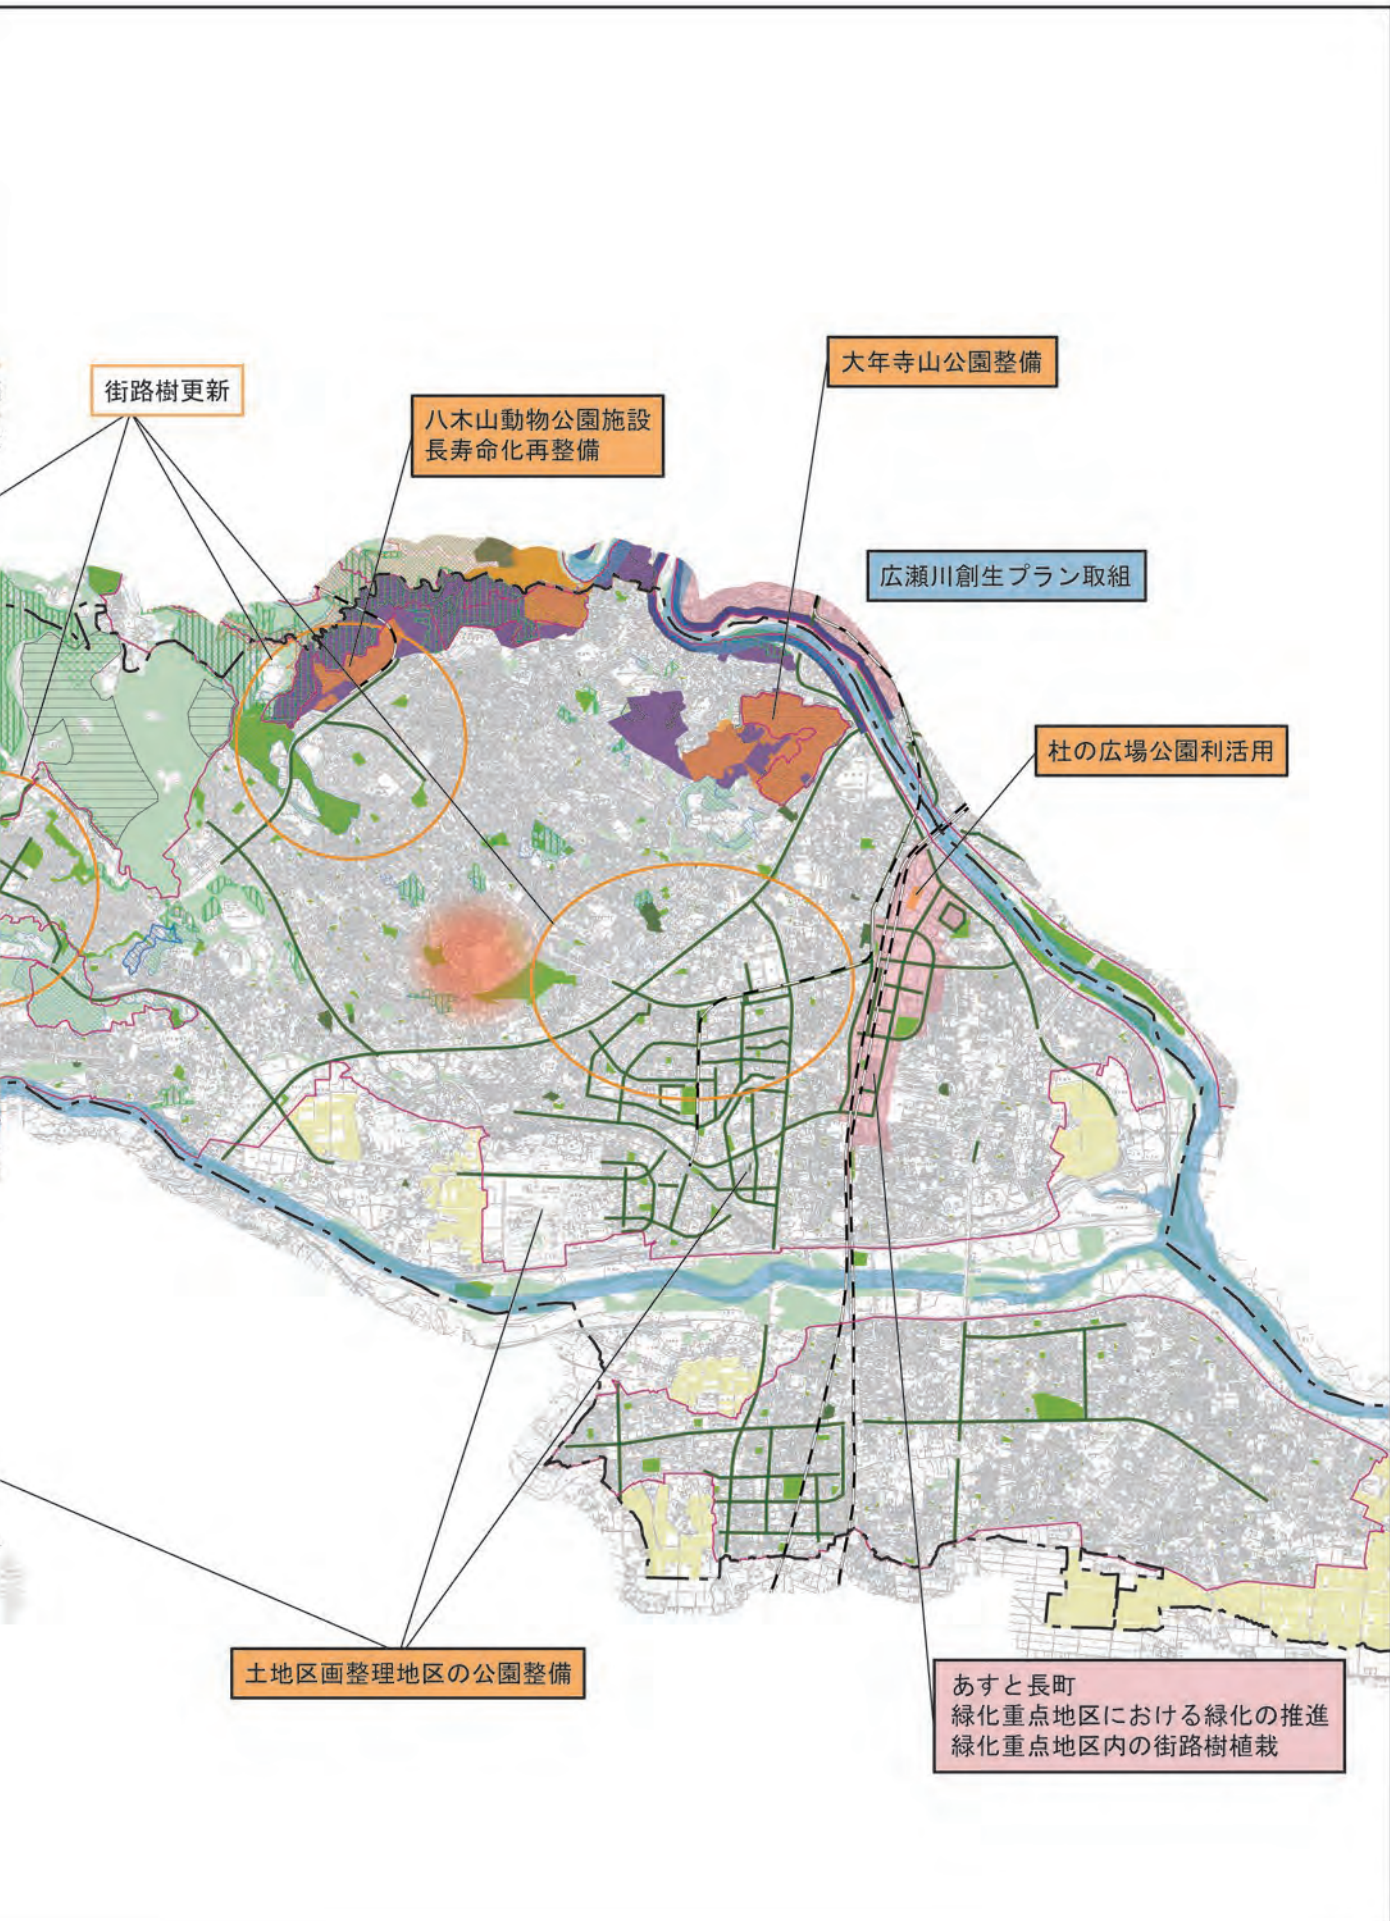 大年寺山公園整備
街路樹更新
八木山動物公園施設
長寿命化再整備
広瀬川創生プラン取組
杜の広場公園利活用
土地区画整理地区の公園整備
あすと長町
緑化重点地区における緑化の推進
緑化重点地区内の街路樹植栽